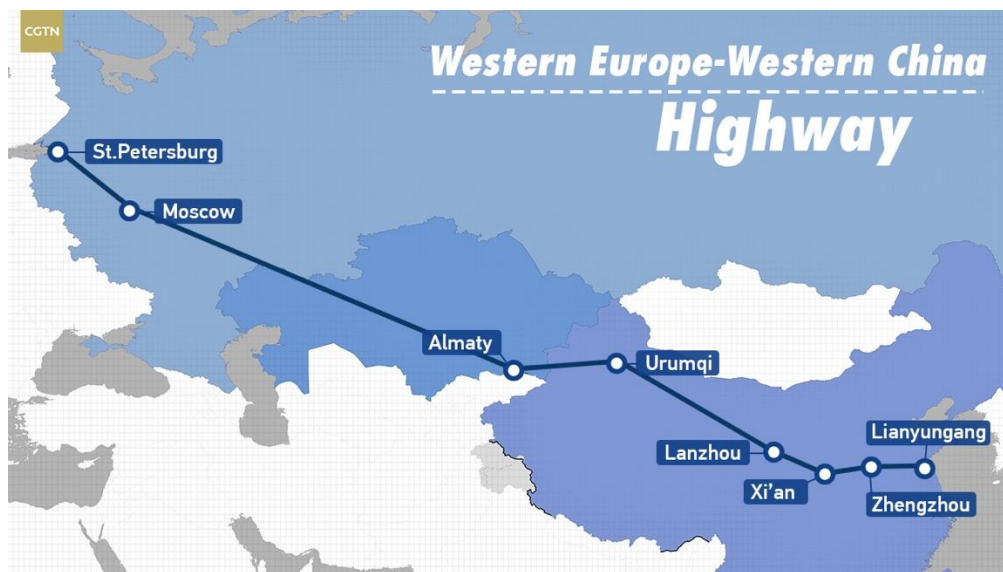 CGTN
Western Europe-Western China
Highway
St.Petersburg
Moscow
Almaty
Urumqi
Lanzhou
Lianyungang
Xi'an
Zhengzhou